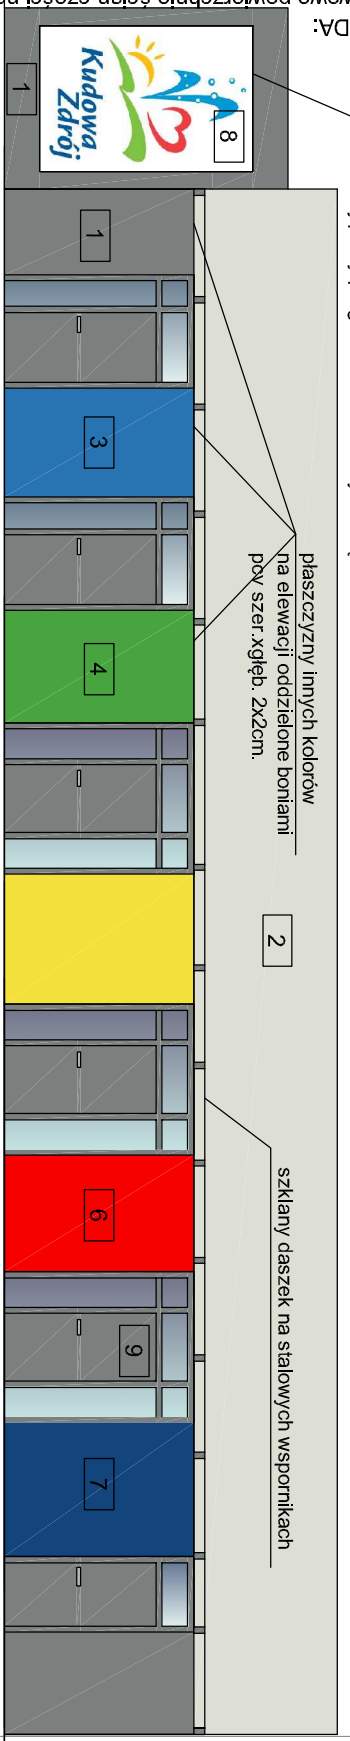 DA:
1
Kudowa
Zdrój
8
1
3
4
płaszczyzny innych kolorów
na elewacji oddzielone boniami
pcv szer.xgłęb. 2x2cm.
2
szklany daszek na stalowych wspornikach
6
9
7